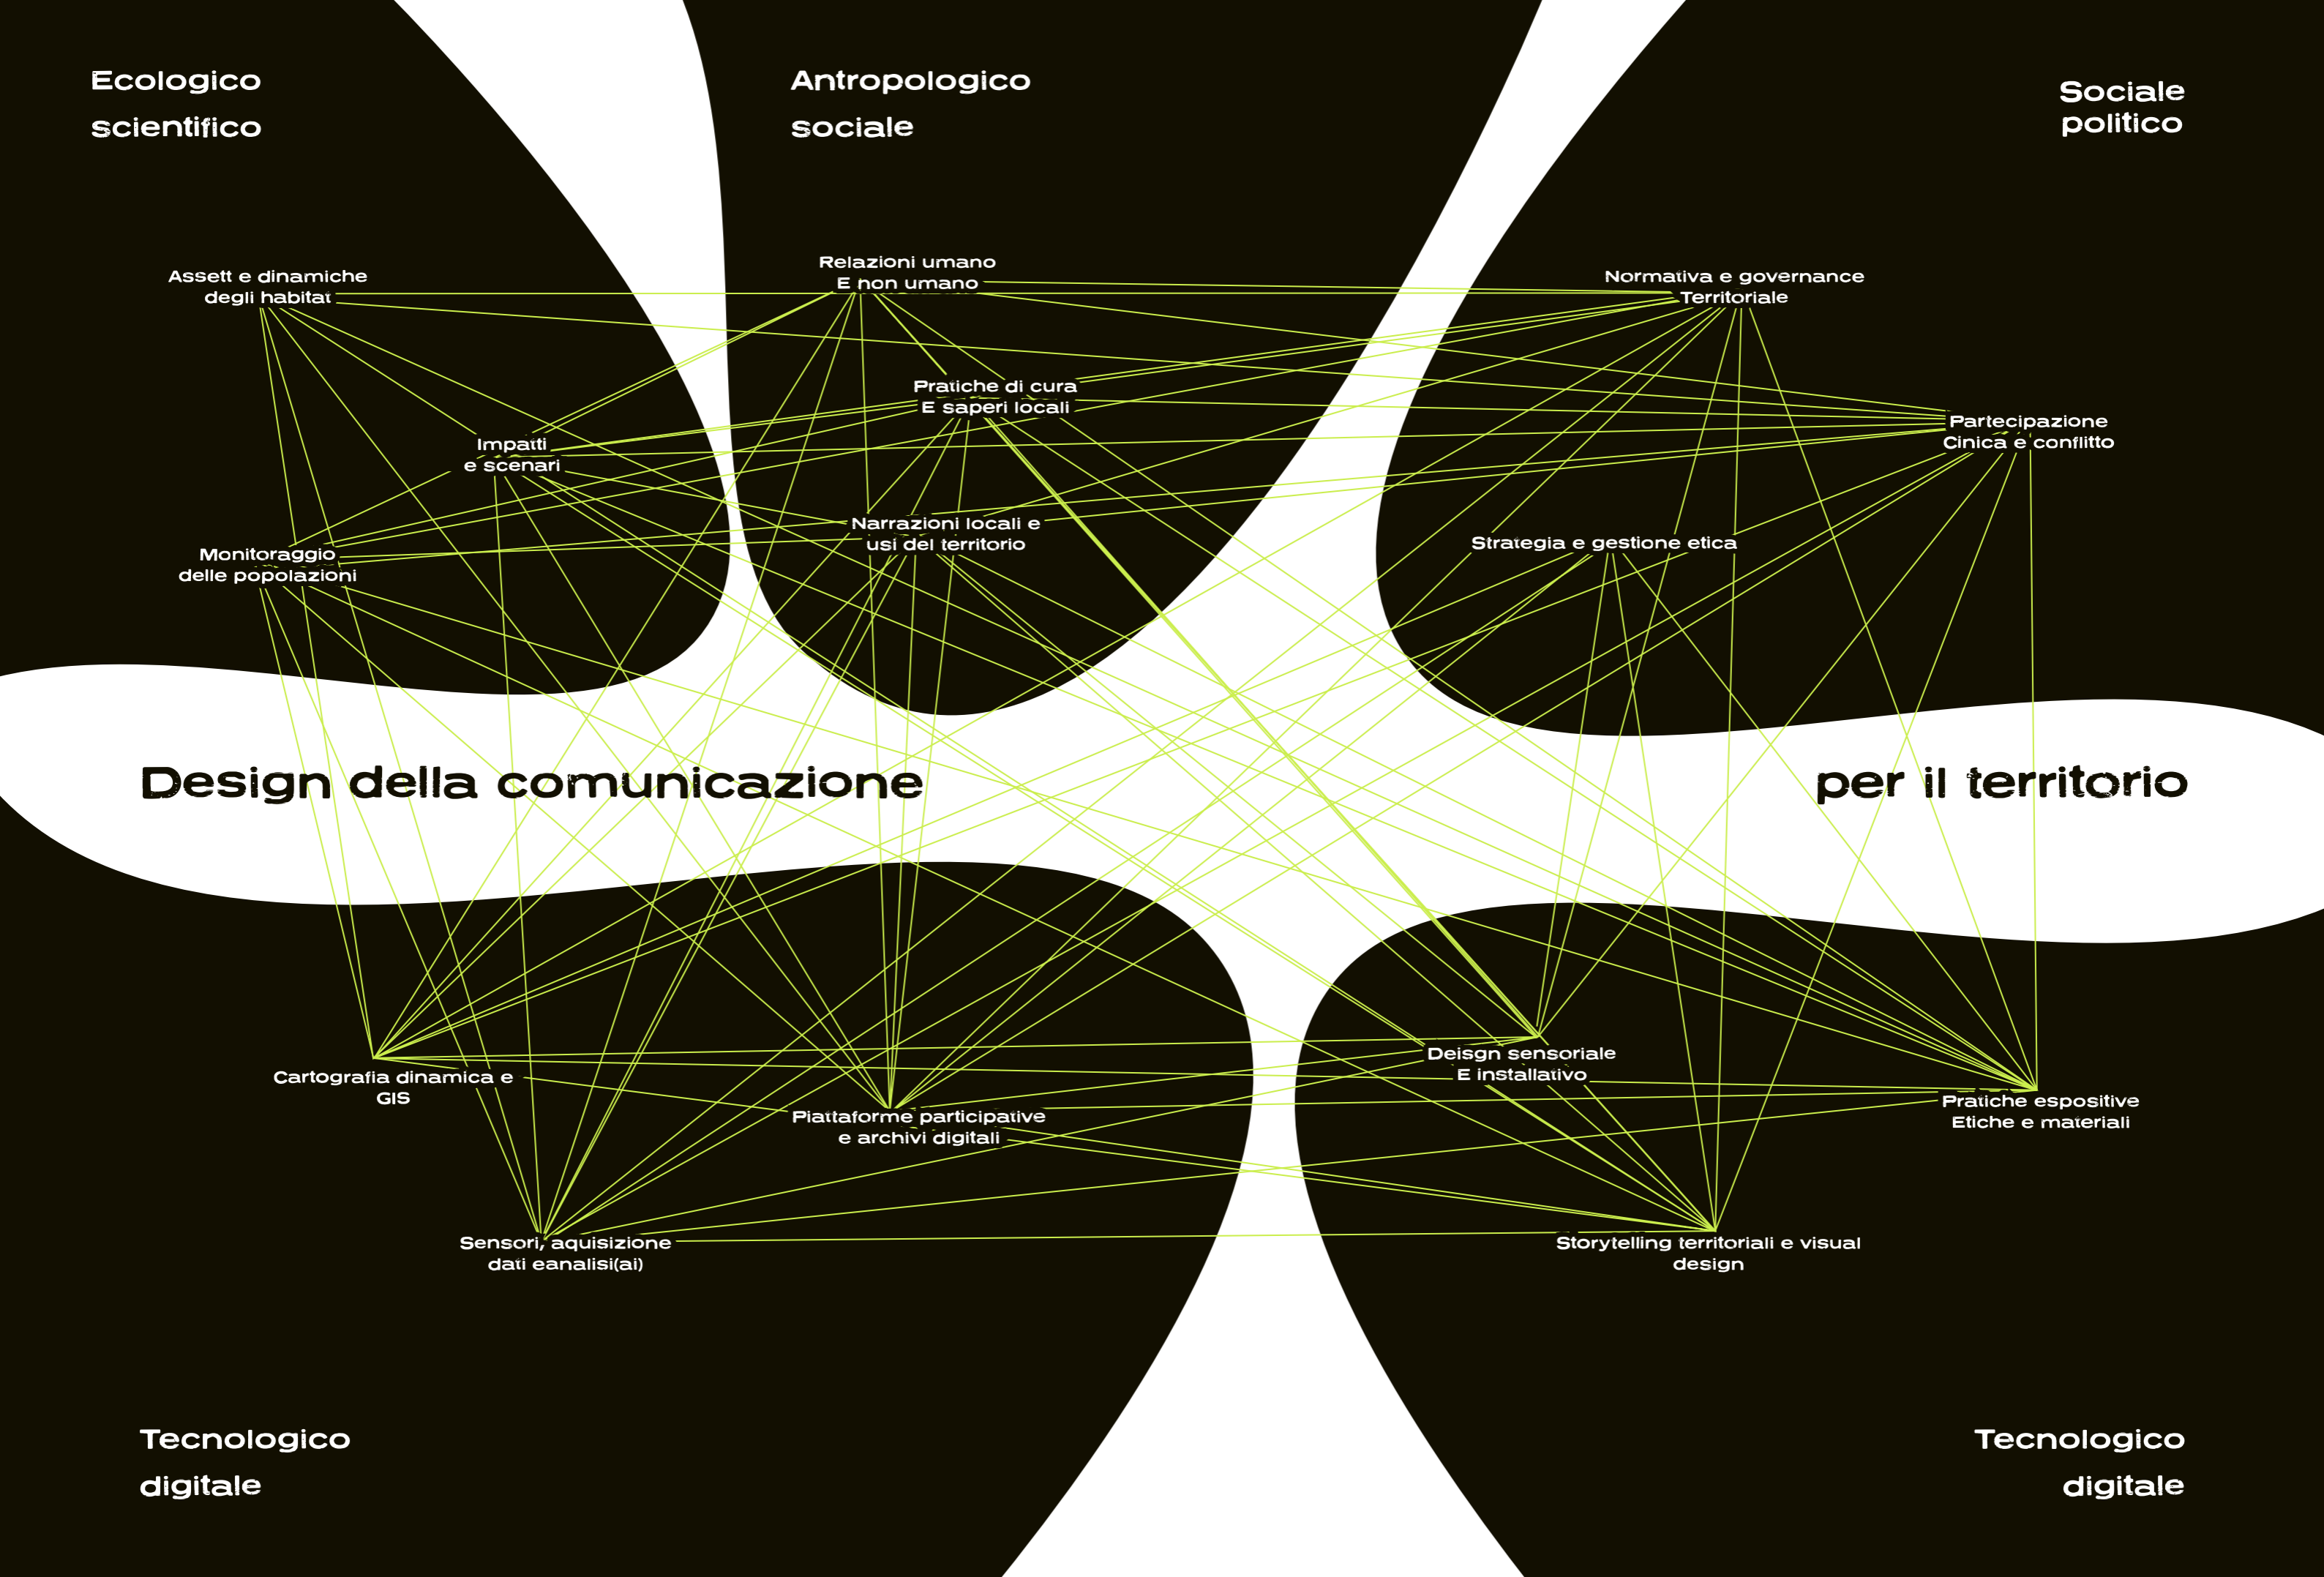 Ecologico
scientifico
Antropologico
sociale
Sociale
politico
Assett e dinamiche
degli habitat
Relazioni umano
E non umano
Normativa e governance
Territoriale
Pratiche di cura
E saperi locali
Partecipazione
Cinica e conflitto
Impatti
e scenari
Narrazioni locali e
usi del territorio
Strategia e gestione etica
Monitoraggio
delle popolazioni
Design della comunicazione
per il territorio
Deisgn sensoriale
E installativo
Cartografia dinamica e
GIS
Pratiche espositive
Etiche e materiali
Piattaforme participative
e archivi digitali
Sensori, aquisizione
dati eanalisi(ai)
Storytelling territoriali e visual
design
Tecnologico
digitale
Tecnologico
digitale